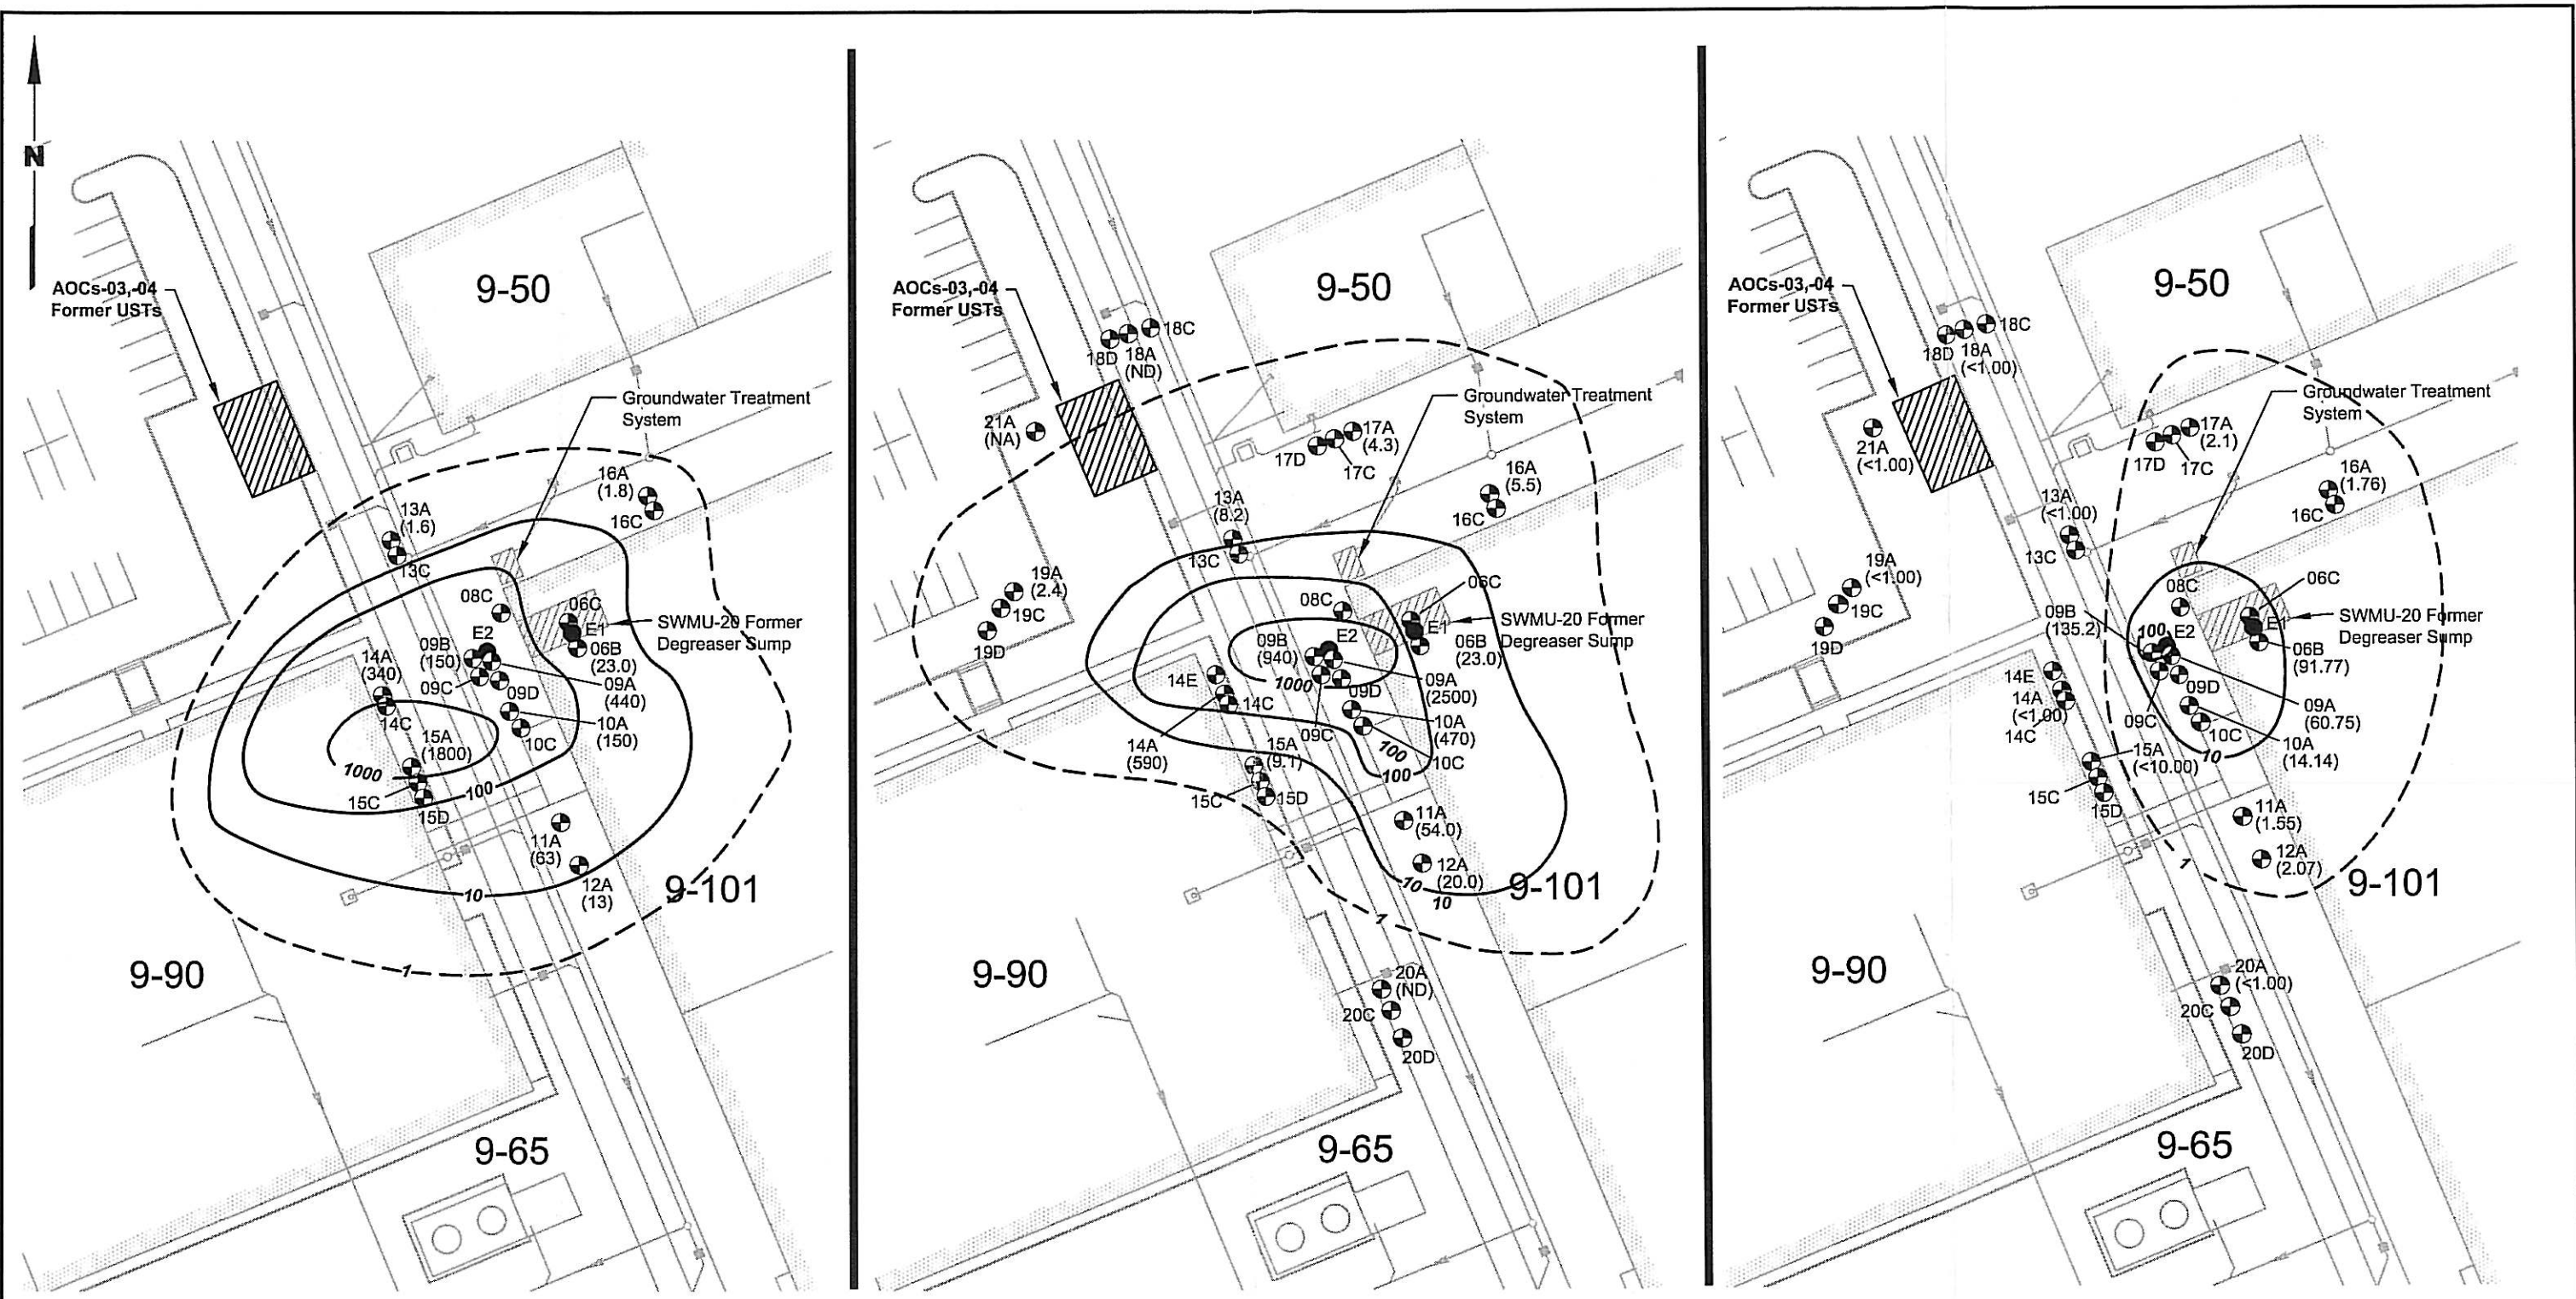 N
AOCs-03,-04
Former USTs
9-50
Groundwater Treatment
System
16A
(1.8)
16C
13A
(1.6)
13C
08C
06C
SWMU-20 Former
Degreaser Sump
E1
E2
09B
(150)
06B
(23.0)
14A
(340)
09C
09D
09A
(440)
14C
10A
(150)
10C
15A
(1800)
1000
15C
100
15D
11A
(63)
12A
(13)
10
9-101
1
9-90
9-65
AOCs-03,-04
Former USTs
9-50
18C
18D
18A
(ND)
Groundwater Treatment
System
21A
(NA)
17A
(4.3)
17D
17C
16A
(5.5)
16C
13A
(8.2)
13C
19A
(2.4)
19C
19D
08C
06C
SWMU-20 Former
Degreaser Sump
E1
E2
09B
(940)
06B
(23.0)
14E
1000
09D
09A
(2500)
14C
09C
10A
(470)
14A
(590)
15A
(9.1)
100
10C
100
15C
15D
11A
(54.0)
12A
(20.0)
10
10
9-101
1
20A
(ND)
20C
20D
9-90
9-65
AOCs-03,-04
Former USTs
9-50
18C
18D
18A
(<1.00)
Groundwater Treatment
System
21A
(<1.00)
17A
(2.1)
17D
17C
16A
(1.76)
16C
13A
(<1.00)
13C
19A
(<1.00)
19C
19D
08C
06C
SWMU-20 Former
Degreaser Sump
09B
(135.2)
100
E2
E1
06B
(91.77)
14E
14A
(<1.00)
14C
09D
09C
09A
(60.75)
10C
10A
(14.14)
10
15A
(<10.00)
15C
15D
11A
(1.55)
12A
(2.07)
1
9-101
20A
(<1.00)
20C
20D
9-90
9-65